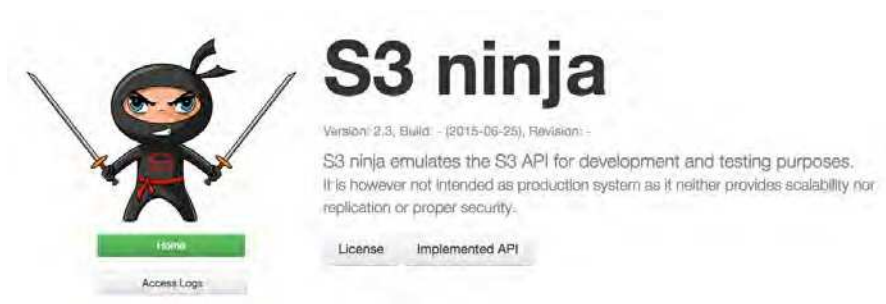 S3 ninja
Version: 2.3, Build: - (2015-06-25), Revision: -
S3 ninja emulates the S3 API for development and testing purposes.
It is however not intended as production system as it neither provides scalability nor
replication or proper security.
License Implemented API
Home
Access Logs